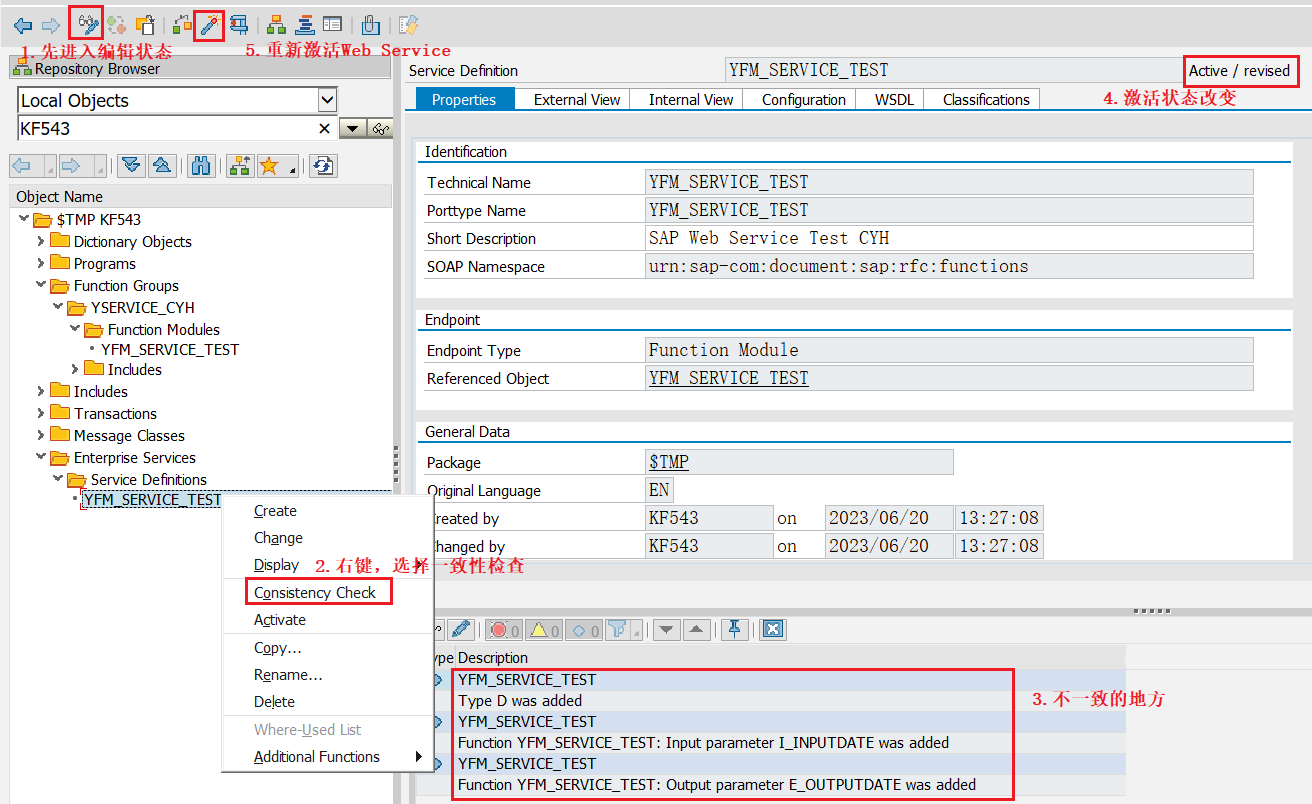 1. 先进入编辑状态
5. 重新激活Web Service
Repository Browser
Local Objects
KF543
Object Name
$TMP KF543
Dictionary Objects
Programs
Function Groups
YSERVICE_CYH
Function Modules
YFM_SERVICE_TEST
Includes
Includes
Transactions
Message Classes
Enterprise Services
Service Definitions
YFM_SERVICE_TEST
Create
Change
Display
2. 右键，选择一致性检查
Consistency Check
Activate
Copy...
Rename...
Delete
Where-Used List
Additional Functions
Service Definition YFM_SERVICE_TEST Active / revised
4. 激活状态改变
Properties External View Internal View Configuration WSDL Classifications
Identification
Technical Name YFM_SERVICE_TEST
Porttype Name YFM_SERVICE_TEST
Short Description SAP Web Service Test CYH
SOAP Namespace urn:sap-com:document:sap:rfc:functions
Endpoint
Endpoint Type Function Module
Referenced Object YFM_SERVICE_TEST
General Data
Package $TMP
Original Language EN
Created by KF543 on 2023/06/20 13:27:08
Changed by KF543 on 2023/06/20 13:27:08
0 0 0
ype Description
YFM_SERVICE_TEST
Type D was added
YFM_SERVICE_TEST
Function YFM_SERVICE_TEST: Input parameter I_INPUTDATE was added
YFM_SERVICE_TEST
Function YFM_SERVICE_TEST: Output parameter E_OUTPUTDATE was added
3. 不一致的地方